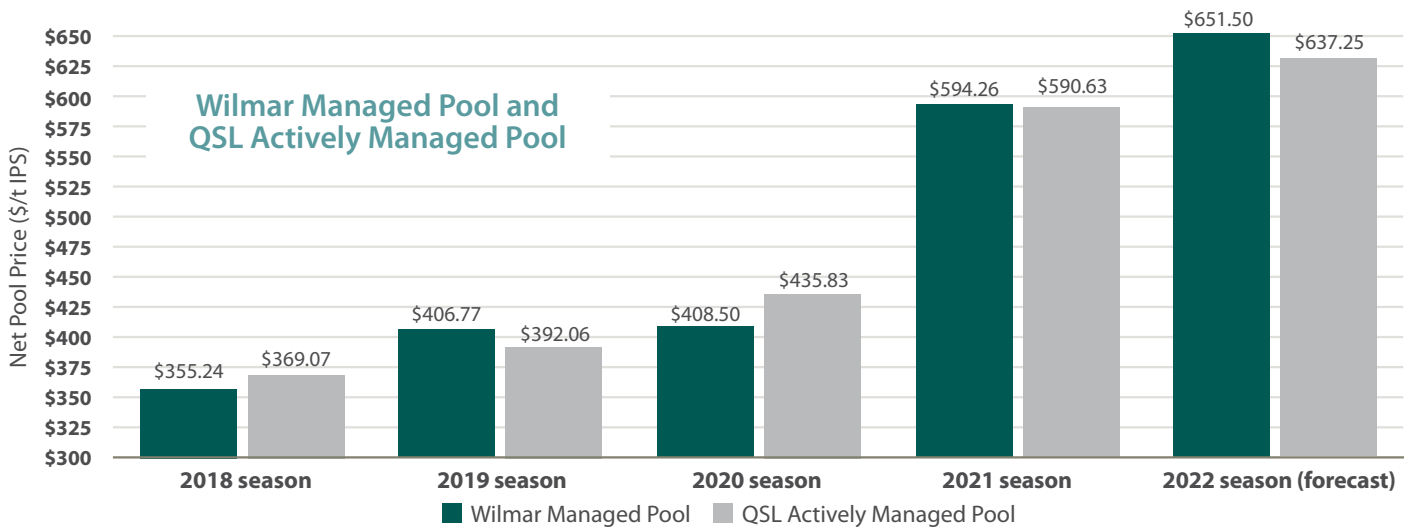 Wilmar Managed Pool and
QSL Actively Managed Pool
Net Pool Price ($/t IPS)
$650
$625
$600
$575
$550
$525
$500
$475
$450
$425
$400
$375
$350
$325
$300
$355.24
$369.07
$406.77
$392.06
$408.50
$435.83
$594.26
$590.63
$651.50
$637.25
2018 season
2019 season
2020 season
2021 season
2022 season (forecast)
Wilmar Managed Pool
QSL Actively Managed Pool